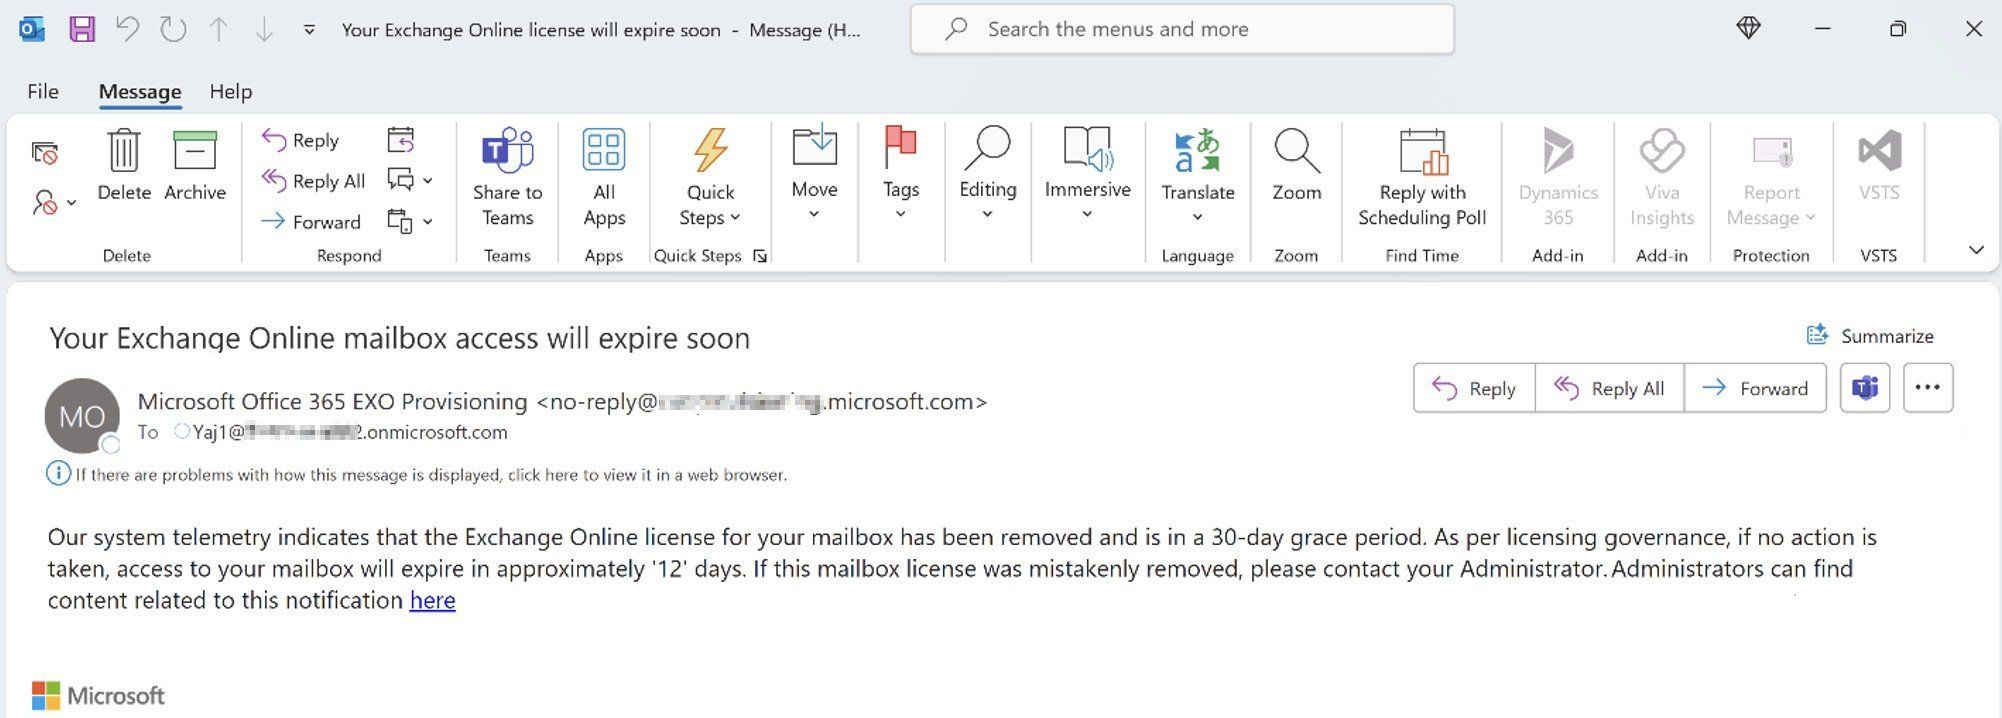 Your Exchange Online license will expire soon - Message (H...
Search the menus and more
File Message Help
Delete
Archive
Reply
Reply All
Forward
Share to Teams
All Apps
Quick Steps
Move
Tags
Editing
Immersive
Translate
Zoom
Reply with Scheduling Poll
Dynamics 365
Viva Insights
Report Message
VSTS
Delete Respond Teams Apps Quick Steps Language Zoom Find Time Add-in Add-in Protection VSTS
Your Exchange Online mailbox access will expire soon
Summarize
Reply Reply All Forward
MO
Microsoft Office 365 EXO Provisioning <no-reply@ .microsoft.com>
To Yaj1@ 2.onmicrosoft.com
If there are problems with how this message is displayed, click here to view it in a web browser.
Our system telemetry indicates that the Exchange Online license for your mailbox has been removed and is in a 30-day grace period. As per licensing governance, if no action is
taken, access to your mailbox will expire in approximately '12' days. If this mailbox license was mistakenly removed, please contact your Administrator. Administrators can find
content related to this notification here
Microsoft